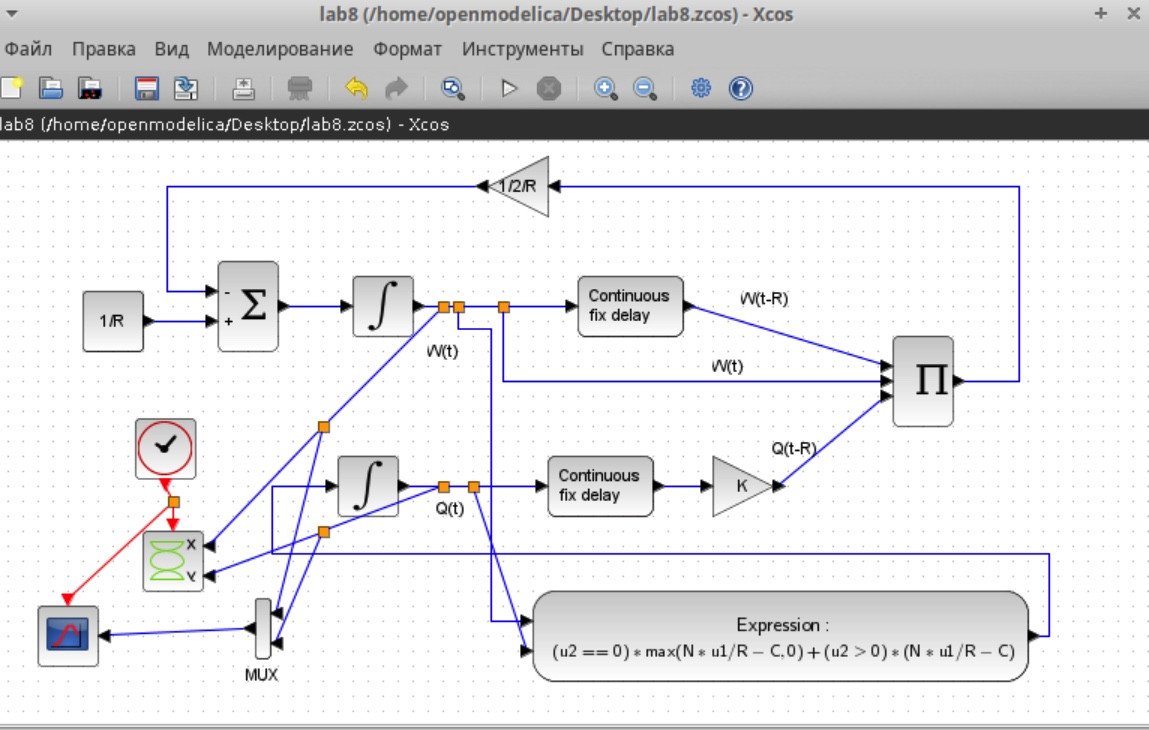 lab8 (/home/openmodelica/Desktop/lab8.zcos) - Xcos
Файл Правка Вид Моделирование Формат Инструменты Справка
lab8 (/home/openmodelica/Desktop/lab8.zcos) - Xcos
1/2/R
-
+
Σ
1/R
∫
Continuous
fix delay
W(t-R)
W(t)
W(t)
Π
Q(t-R)
∫
Q(t)
Continuous
fix delay
K
X
Y
MUX
Expression :
(u2 == 0) * max(N * u1/R − C, 0) + (u2 > 0) * (N * u1/R − C)